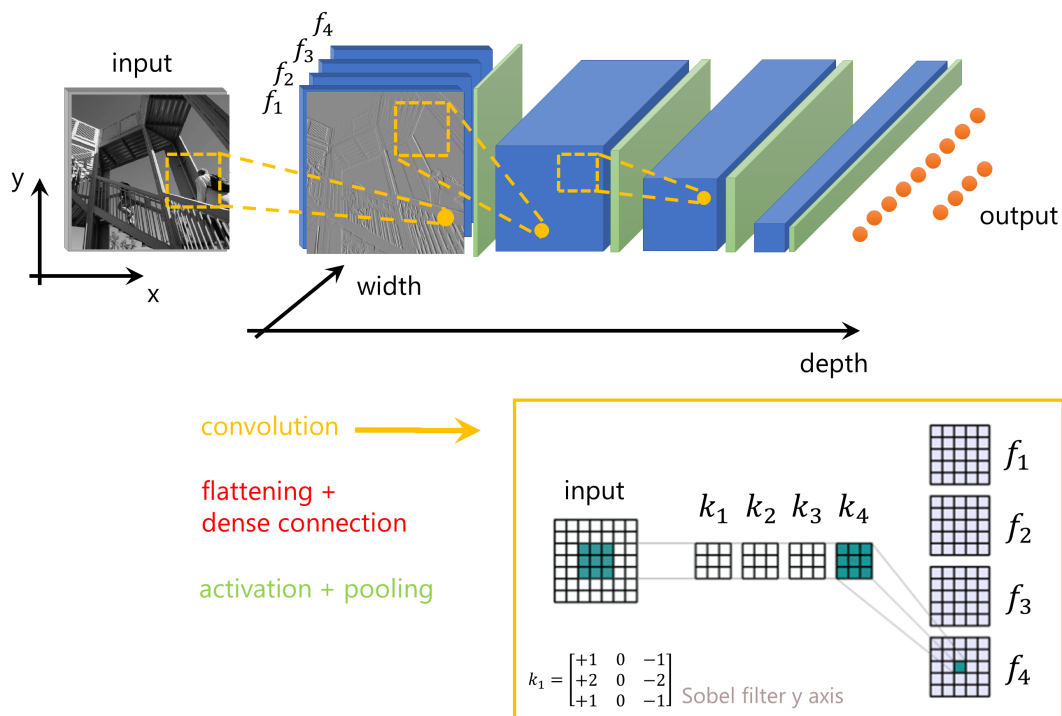 f₄
f₃
f₂
f₁
input
y
x
width
depth
output
convolution
flattening +
dense connection
activation + pooling
input
k₁ k₂ k₃ k₄
f₁
f₂
f₃
f₄
k₁ = [+1 0 −1
+2 0 −2
+1 0 −1]
Sobel filter y axis